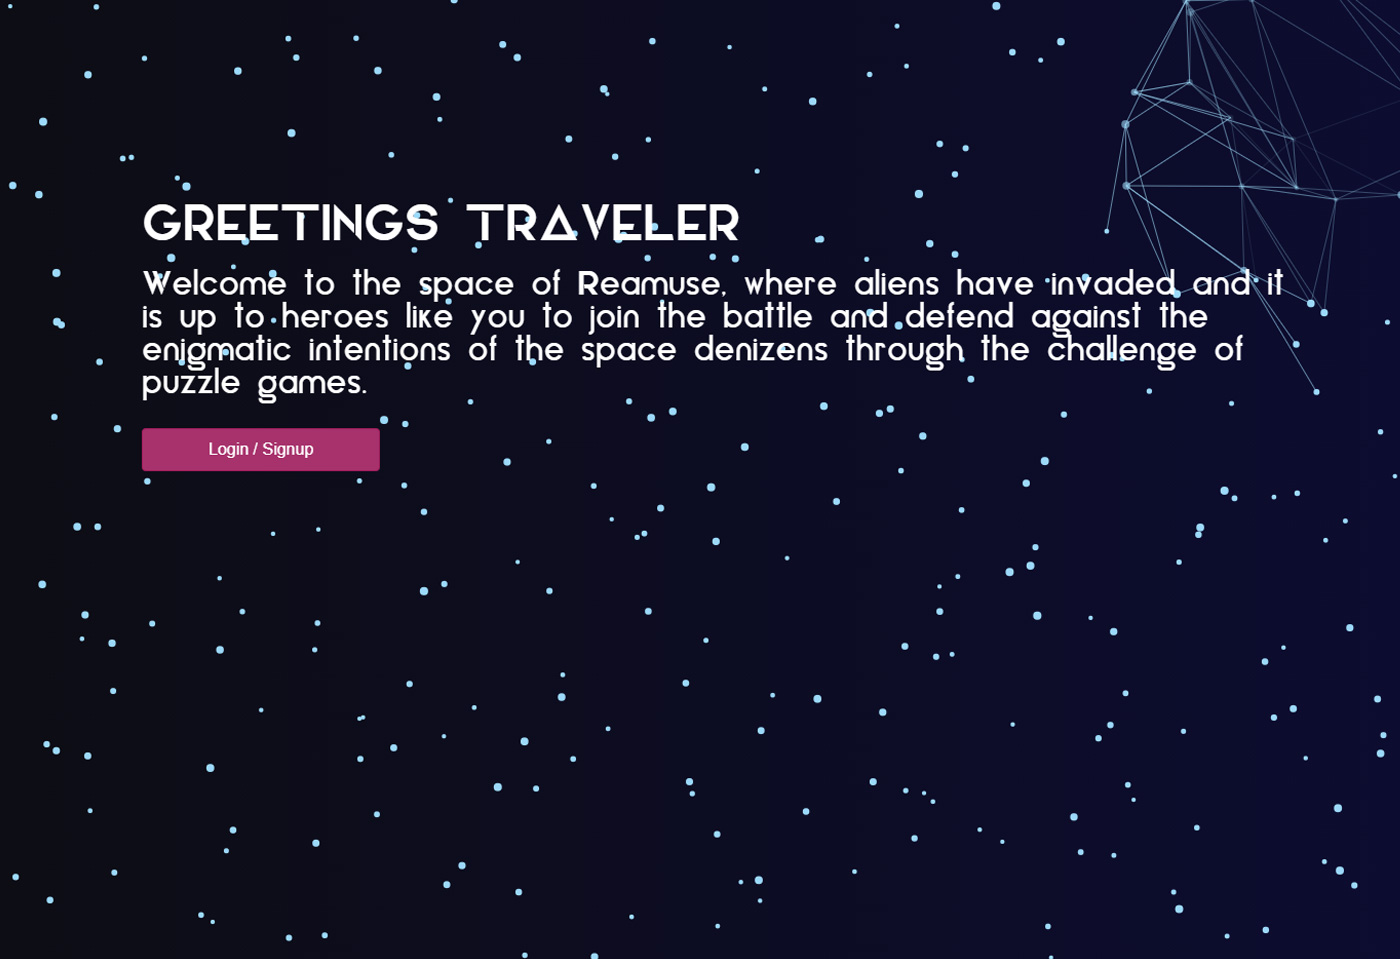 GREETINGS TRAVELER
Welcome to the space of Reamuse, where aliens have invaded and it
is up to heroes like you to join the battle and defend against the
enigmatic intentions of the space denizens through the challenge of
puzzle games.
Login / Signup